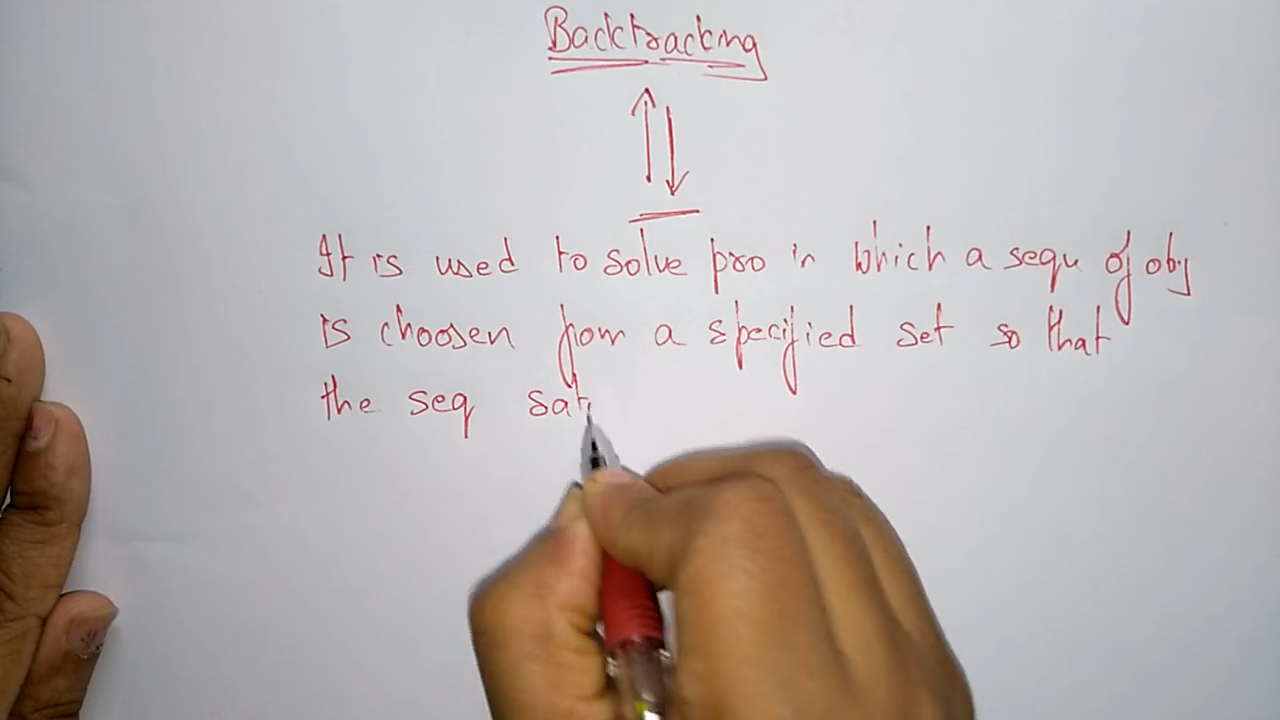 Backtracking
It is used to solve pro in which a sequ of obj
is choosen from a specified set so that
the seq sat